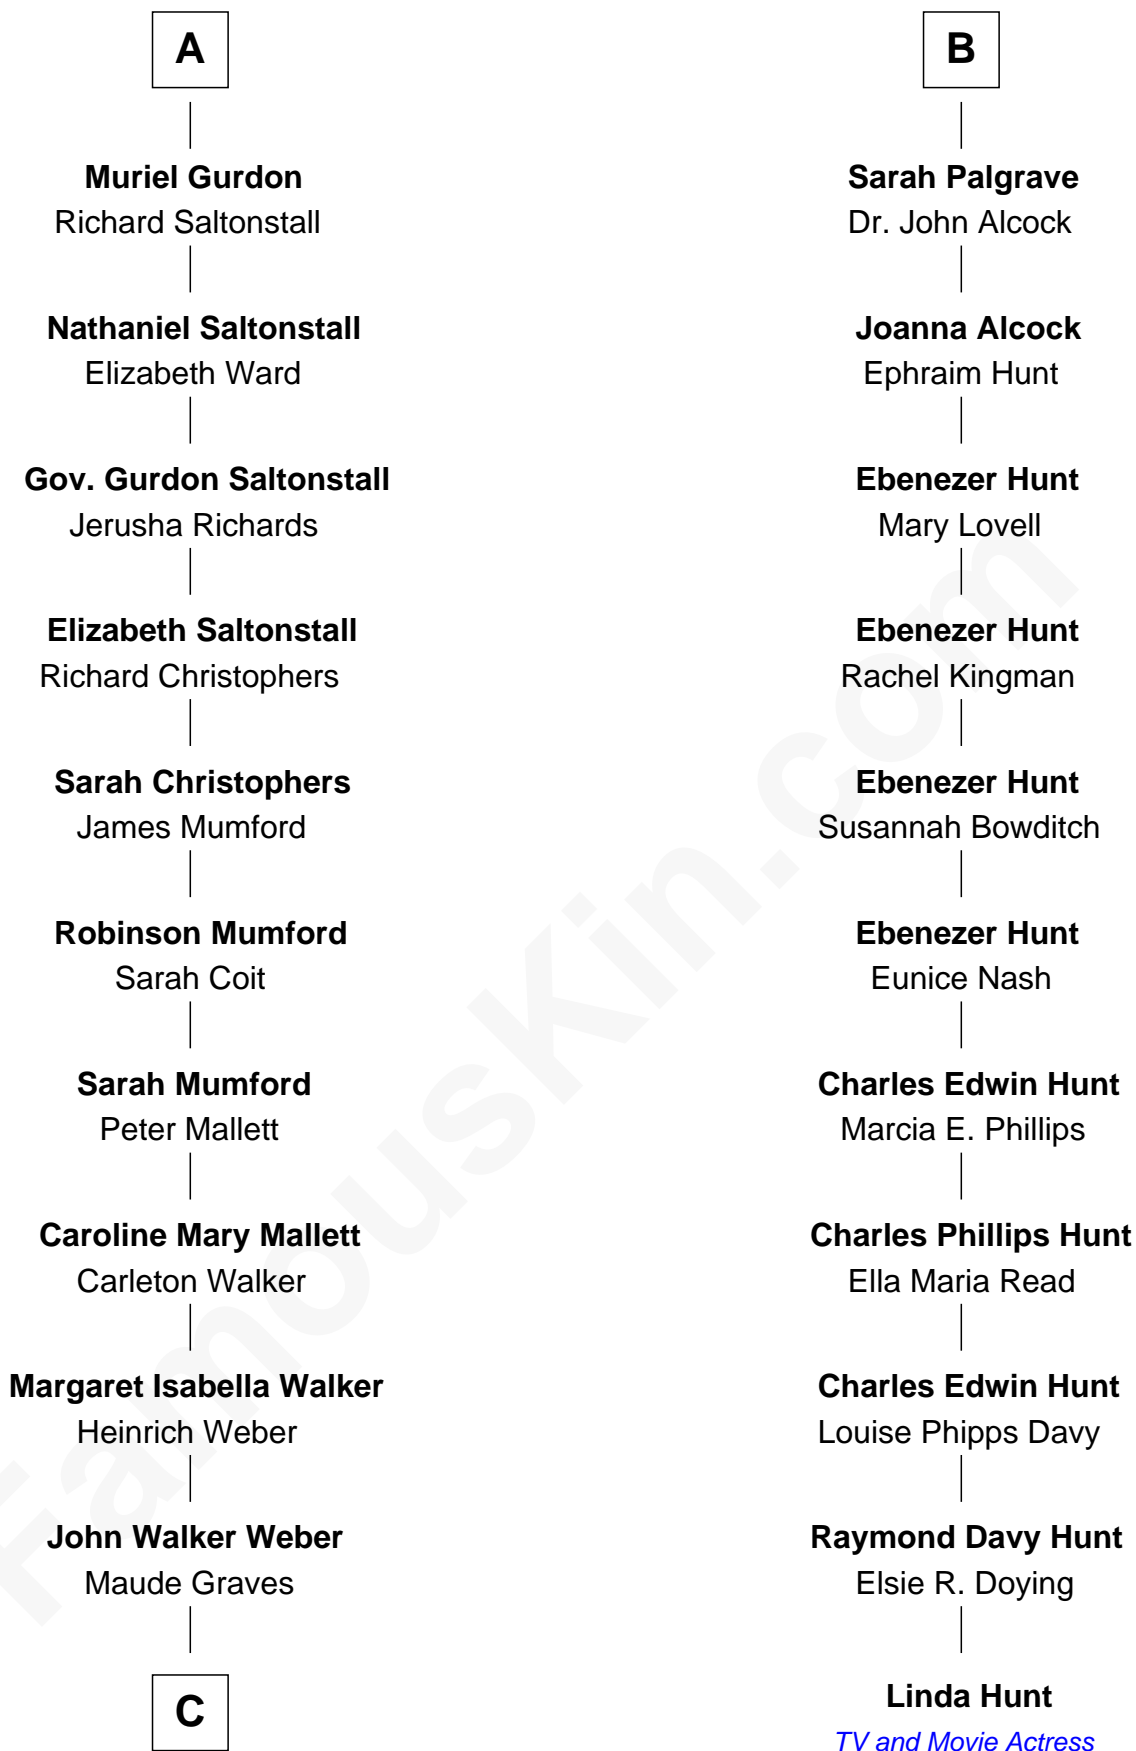 A
Muriel Gurdon
Richard Saltonstall
Nathaniel Saltonstall
Elizabeth Ward
Gov. Gurdon Saltonstall
Jerusha Richards
Elizabeth Saltonstall
Richard Christophers
Sarah Christophers
James Mumford
Robinson Mumford
Sarah Coit
Sarah Mumford
Peter Mallett
Caroline Mary Mallett
Carleton Walker
Margaret Isabella Walker
Heinrich Weber
John Walker Weber
Maude Graves
C
B
Sarah Palgrave
Dr. John Alcock
Joanna Alcock
Ephraim Hunt
Ebenezer Hunt
Mary Lovell
Ebenezer Hunt
Rachel Kingman
Ebenezer Hunt
Susannah Bowditch
Ebenezer Hunt
Eunice Nash
Charles Edwin Hunt
Marcia E. Phillips
Charles Phillips Hunt
Ella Maria Read
Charles Edwin Hunt
Louise Phipps Davy
Raymond Davy Hunt
Elsie R. Doying
Linda Hunt
TV and Movie Actress
FamousKin.com